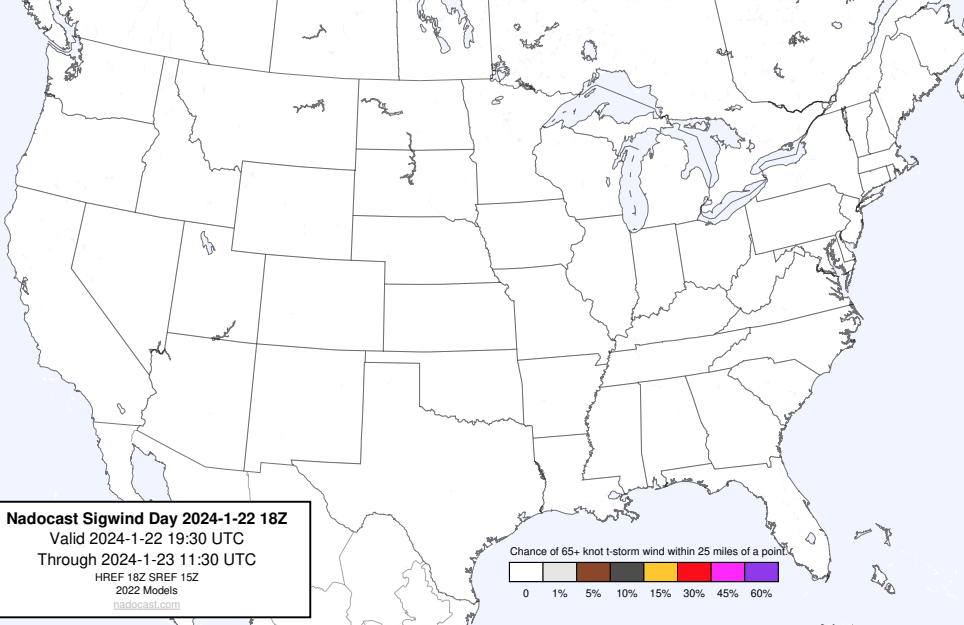 Nadocast Sigwind Day 2024-1-22 18Z
Valid 2024-1-22 19:30 UTC
Through 2024-1-23 11:30 UTC
HREF 18Z SREF 15Z
2022 Models
nadocast.com
Chance of 65+ knot t-storm wind within 25 miles of a point.
0 1% 5% 10% 15% 30% 45% 60%